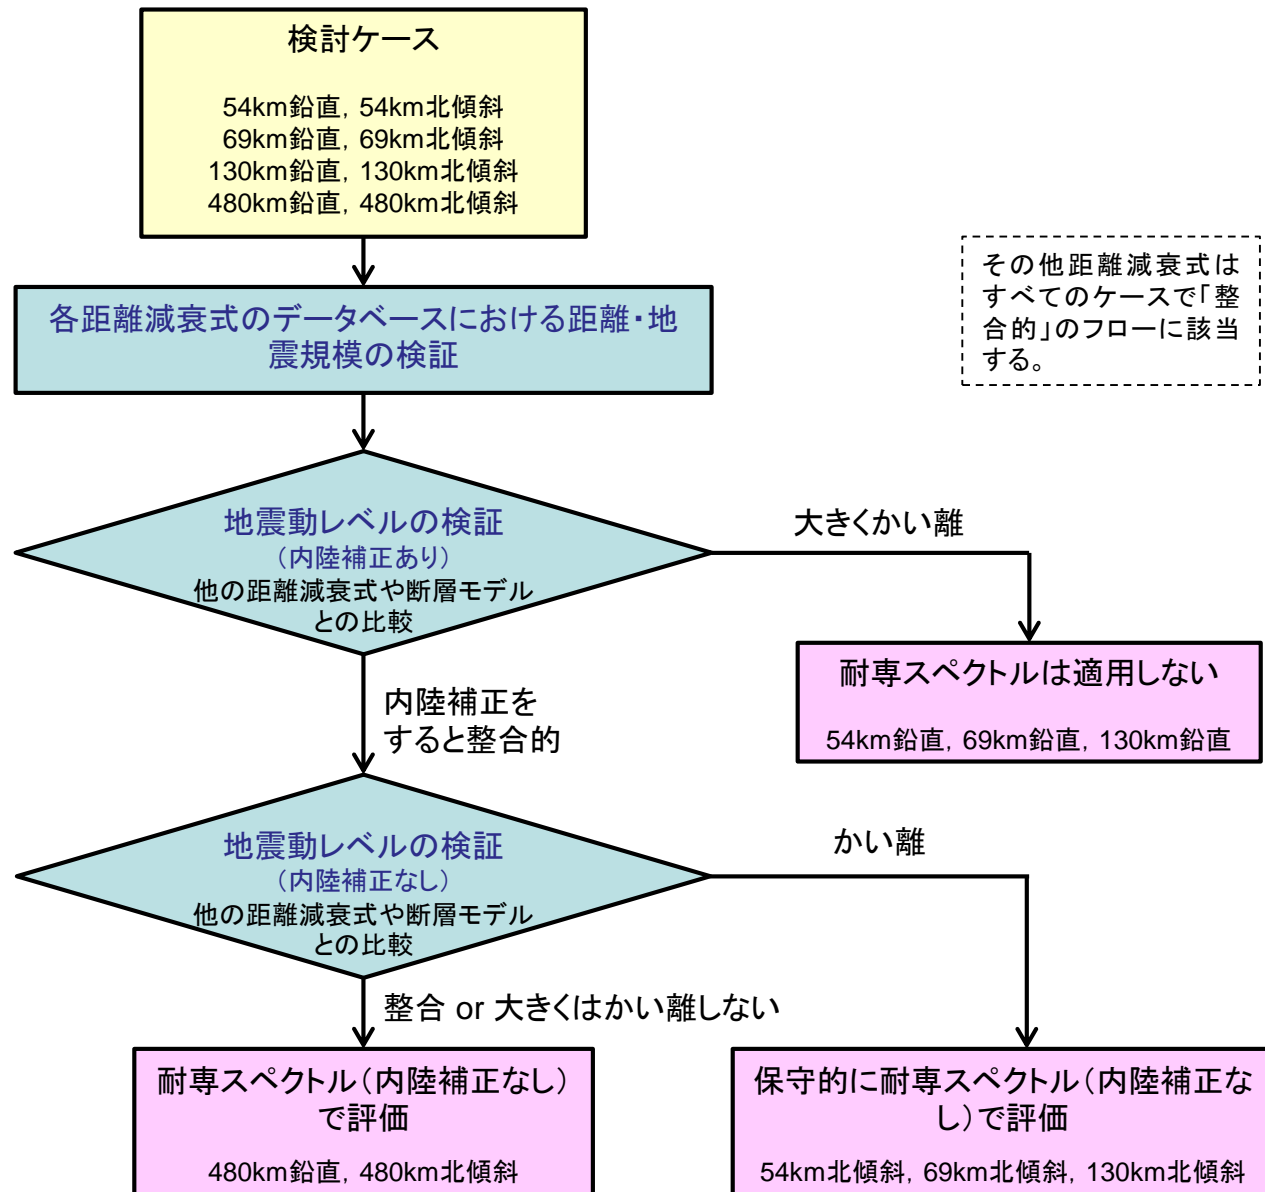 検討ケース
54km鉛直，54km北傾斜
69km鉛直，69km北傾斜
130km鉛直，130km北傾斜
480km鉛直，480km北傾斜
その他距離減衰式は
すべてのケースで「整
合的」のフローに該当
する。
各距離減衰式のデータベースにおける距離・地
震規模の検証
地震動レベルの検証
（内陸補正あり）
他の距離減衰式や断層モデル
との比較
大きくかい離
耐専スペクトルは適用しない
54km鉛直，69km鉛直，130km鉛直
内陸補正を
すると整合的
地震動レベルの検証
（内陸補正なし）
他の距離減衰式や断層モデル
との比較
かい離
整合 or 大きくはかい離しない
耐専スペクトル（内陸補正なし）
で評価
480km鉛直，480km北傾斜
保守的に耐専スペクトル（内陸補正な
し）で評価
54km北傾斜，69km北傾斜，130km北傾斜